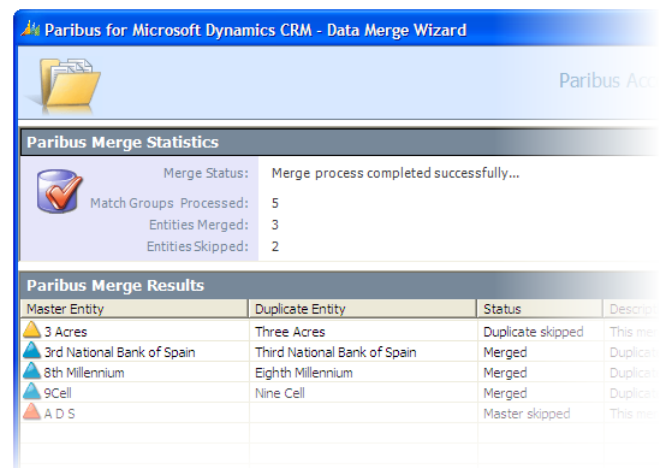 Paribus for Microsoft Dynamics CRM - Data Merge Wizard
Paribus
Paribus Merge Statistics
Merge Status: Merge process completed successfully...
Match Groups Processed: 5
Entities Merged: 3
Entities Skipped: 2
Paribus Merge Results
Master Entity Duplicate Entity Status
3 Acres Three Acres Duplicate skipped This
3rd National Bank of Spain Third National Bank of Spain Merged
8th Millennium Eighth Millennium Merged
9Cell Nine Cell Merged
A D S Master skipped This